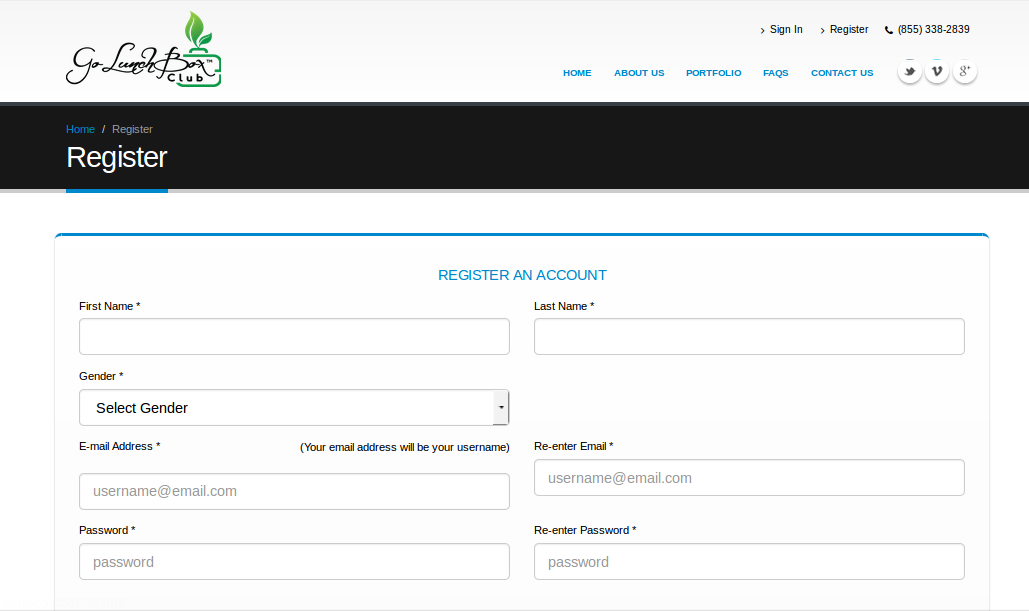 Go LunchBox™
Club
Sign In Register (855) 338-2839
HOME ABOUT US PORTFOLIO FAQS CONTACT US
Home / Register
Register
REGISTER AN ACCOUNT
First Name * Last Name *
Gender *
Select Gender
E-mail Address * (Your email address will be your username) Re-enter Email *
username@email.com username@email.com
Password * Re-enter Password *
password password